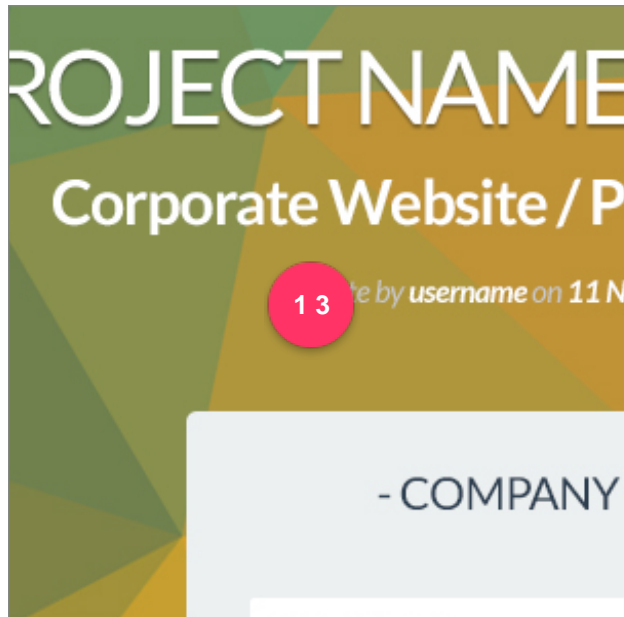 ROJECT NAME
Corporate Website / P
by username on 11 N
1 3
- COMPANY